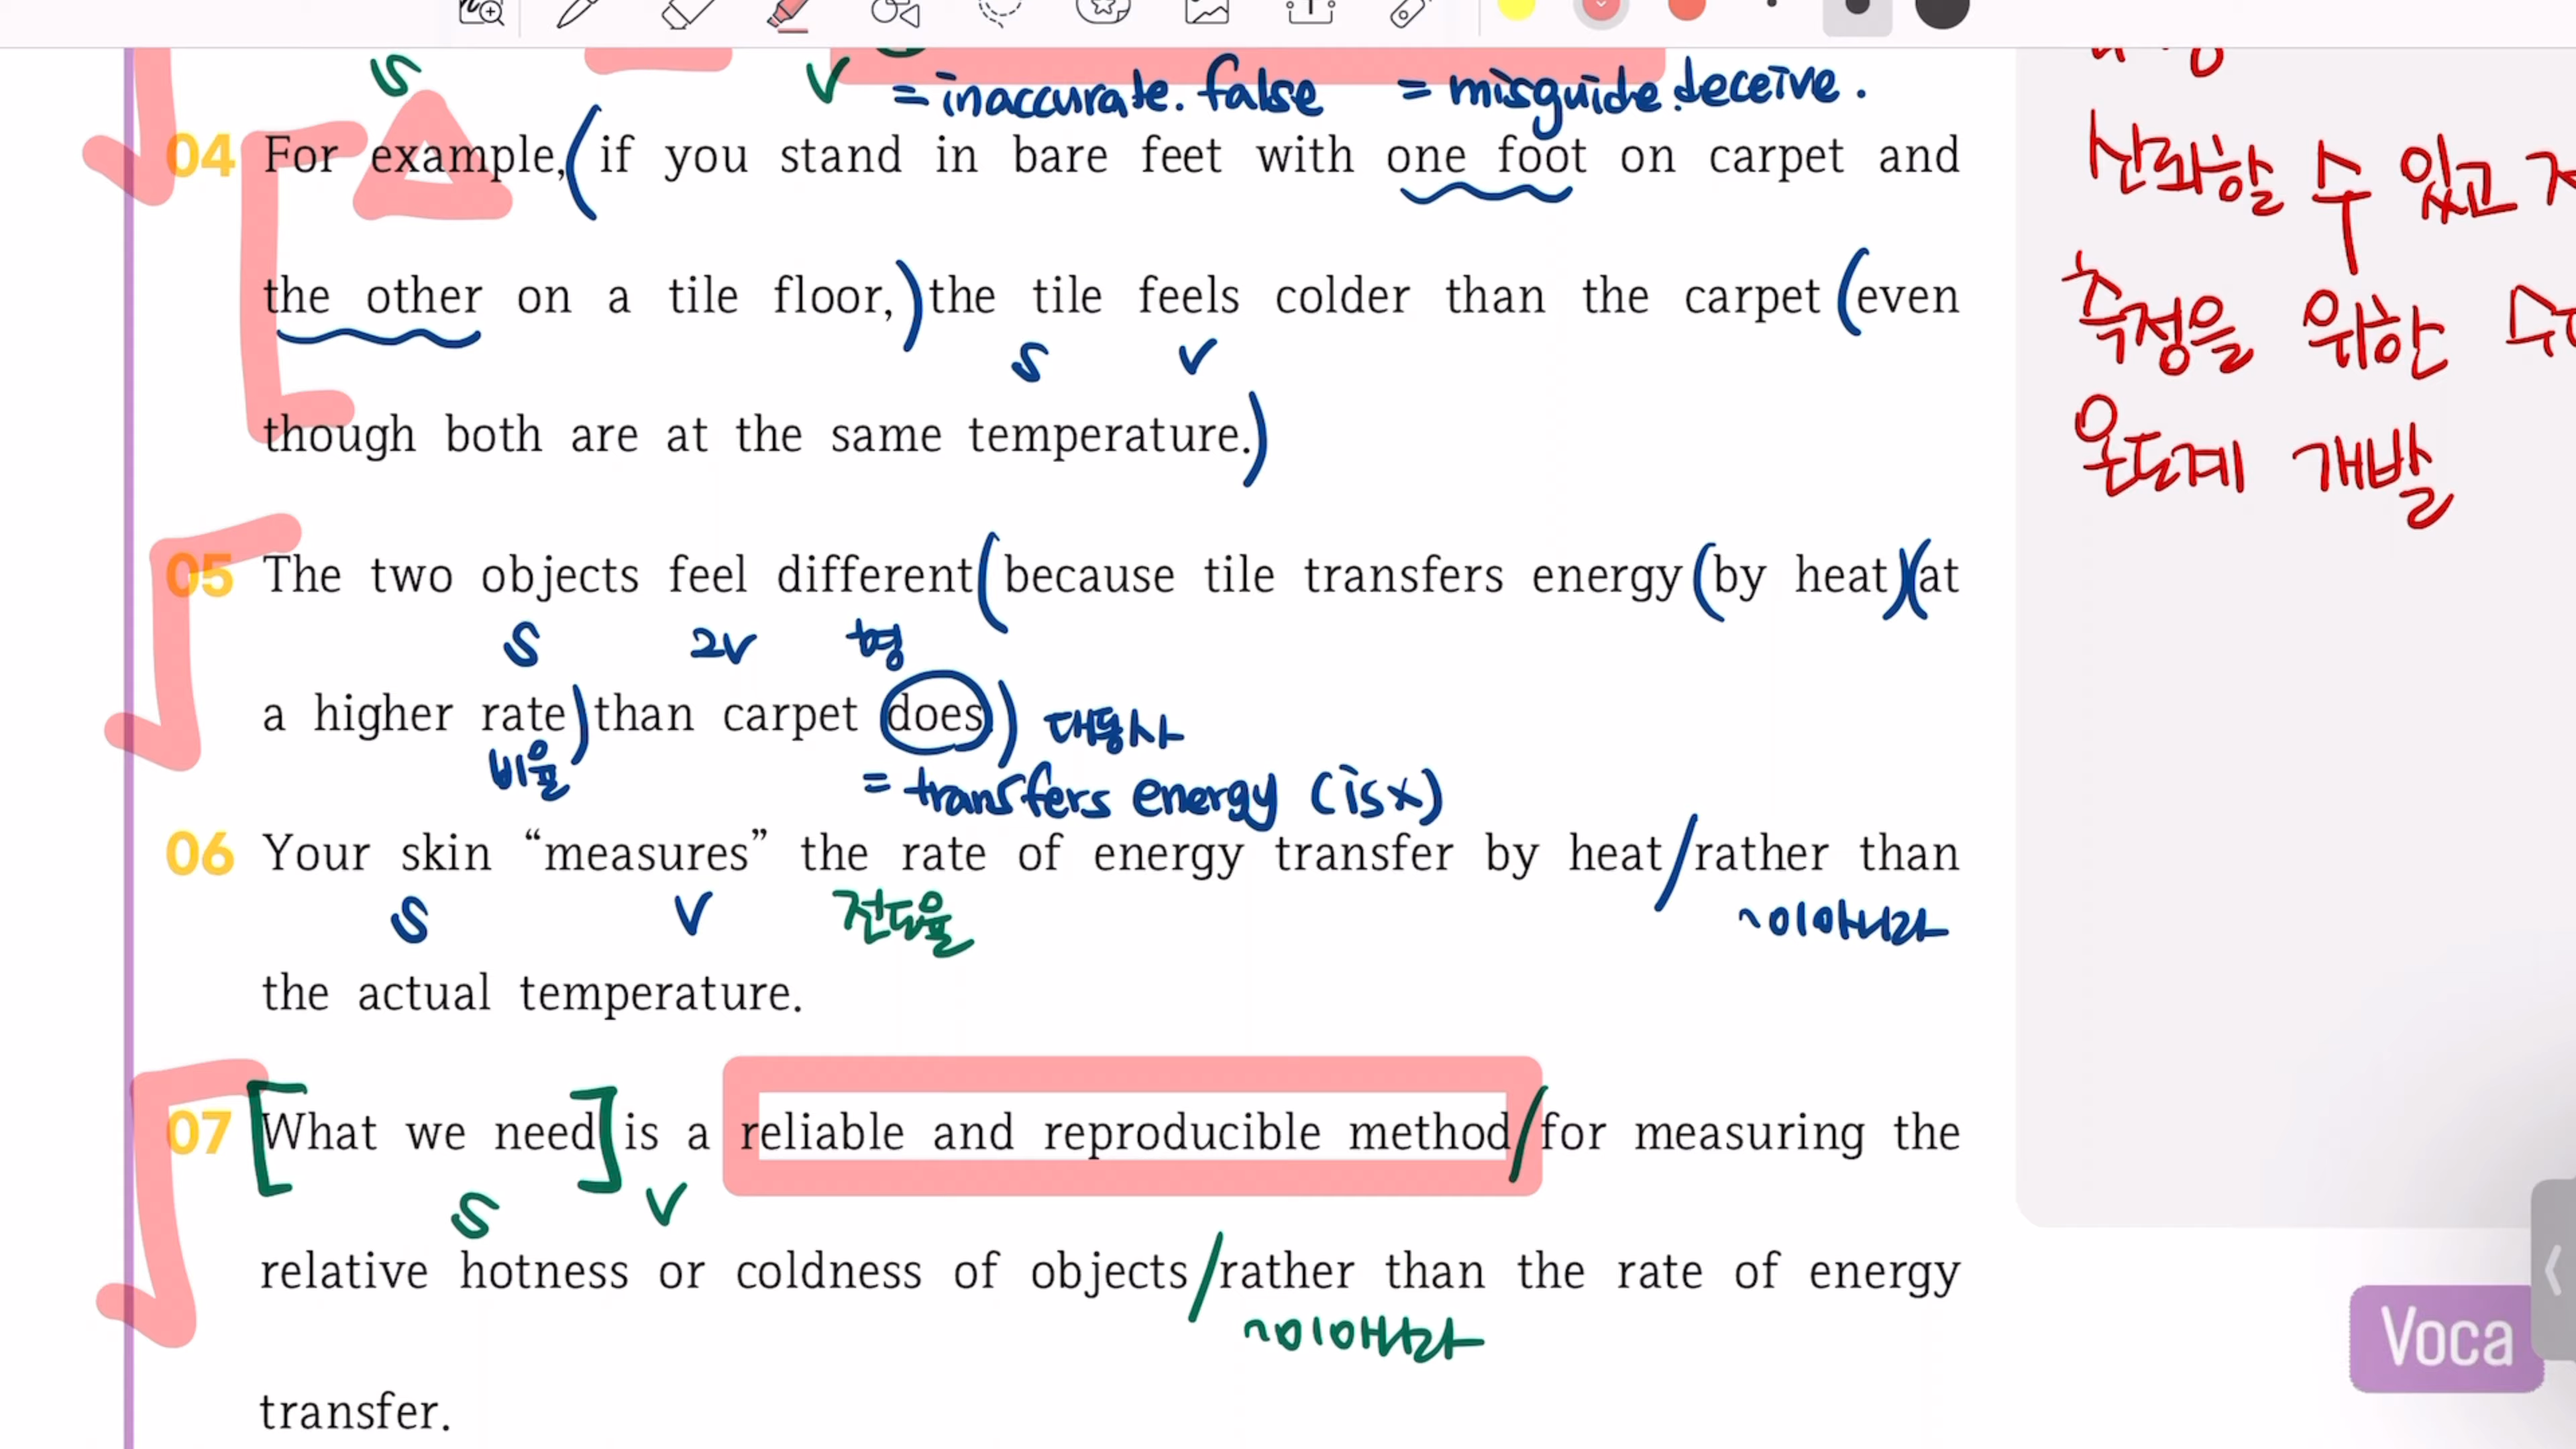 S V = inaccurate. false = misguide. deceive.
04 For example, (if you stand in bare feet with one foot on carpet and
the other on a tile floor,) the tile feels colder than the carpet (even
S V
though both are at the same temperature.)
05 The two objects feel different (because tile transfers energy (by heat) (at
S 2V 형
a higher rate) than carpet does) 대동사
비율 = transfers energy (is x)
06 Your skin “measures” the rate of energy transfer by heat / rather than
S V 전도율 ~이아니라
the actual temperature.
07 [What we need] is a reliable and reproducible method / for measuring the
S V
relative hotness or coldness of objects / rather than the rate of energy
~이아니라
transfer.
수 있고
측정을 위한
온도계 개발
Voca